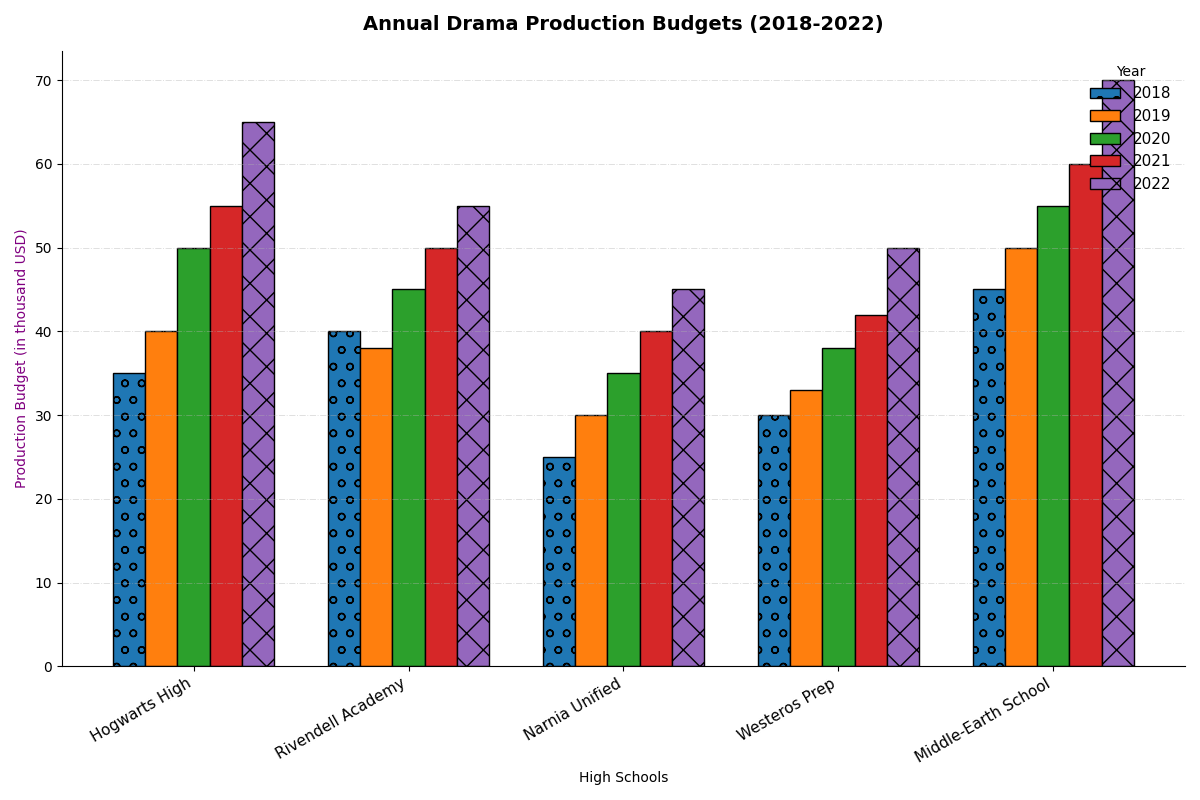 Annual Drama Production Budgets (2018-2022)
Production Budget (in thousand USD)
70
60
50
40
30
20
10
0
Year
2018
2019
2020
2021
2022
Hogwarts High
Rivendell Academy
Narnia Unified
Westeros Prep
Middle-Earth School
High Schools